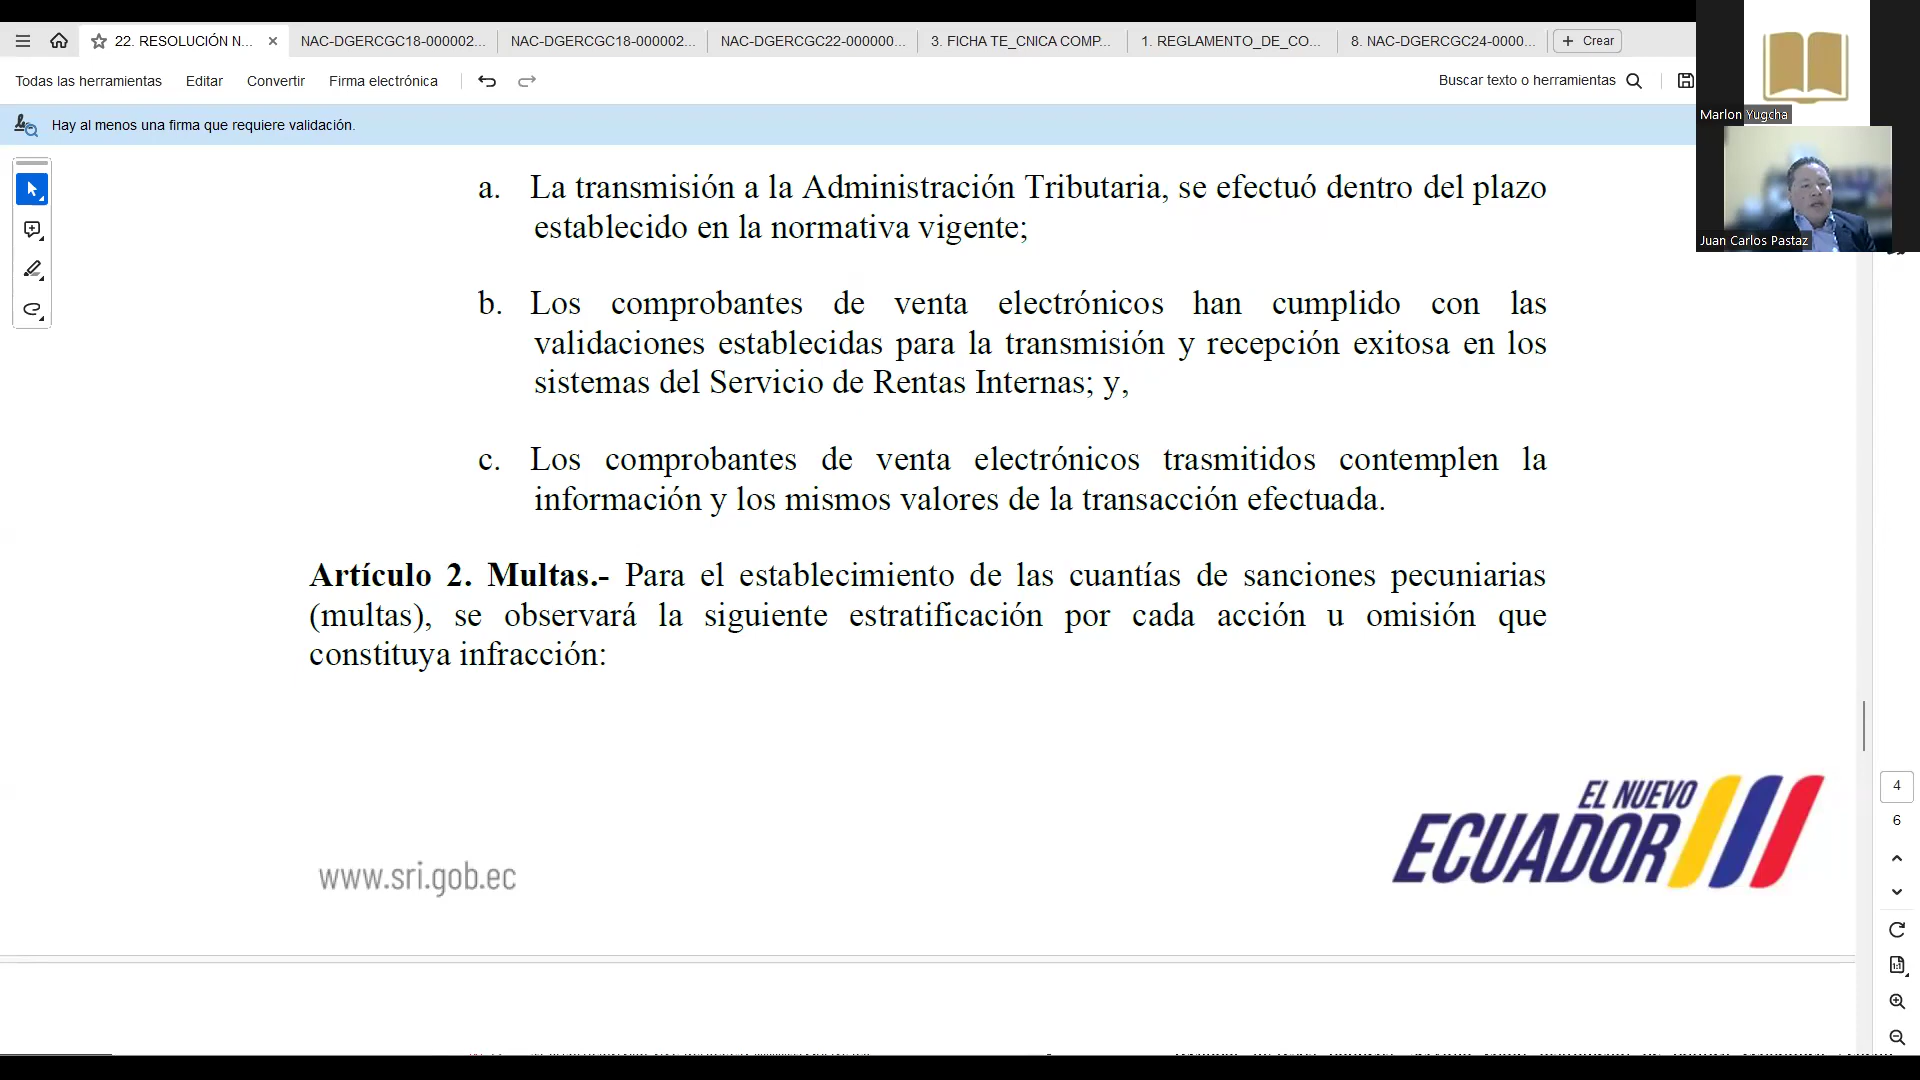 22. RESOLUCIÓN N...
NAC-DGERCGC18-000002...
NAC-DGERCGC18-000002...
NAC-DGERCGC22-000000...
3. FICHA TE_CNICA COMP...
1. REGLAMENTO_DE_CO...
8. NAC-DGERCGC24-0000...
Crear
Todas las herramientas
Editar
Convertir
Firma electrónica
Buscar texto o herramientas
Hay al menos una firma que requiere validación.
Marlon Yugcha
Juan Carlos Pastaz
a. La transmisión a la Administración Tributaria, se efectuó dentro del plazo
establecido en la normativa vigente;
b. Los comprobantes de venta electrónicos han cumplido con las
validaciones establecidas para la transmisión y recepción exitosa en los
sistemas del Servicio de Rentas Internas; y,
c. Los comprobantes de venta electrónicos trasmitidos contemplen la
información y los mismos valores de la transacción efectuada.
Artículo 2. Multas.- Para el establecimiento de las cuantías de sanciones pecuniarias
(multas), se observará la siguiente estratificación por cada acción u omisión que
constituya infracción:
EL NUEVO
ECUADOR
www.sri.gob.ec
4
6